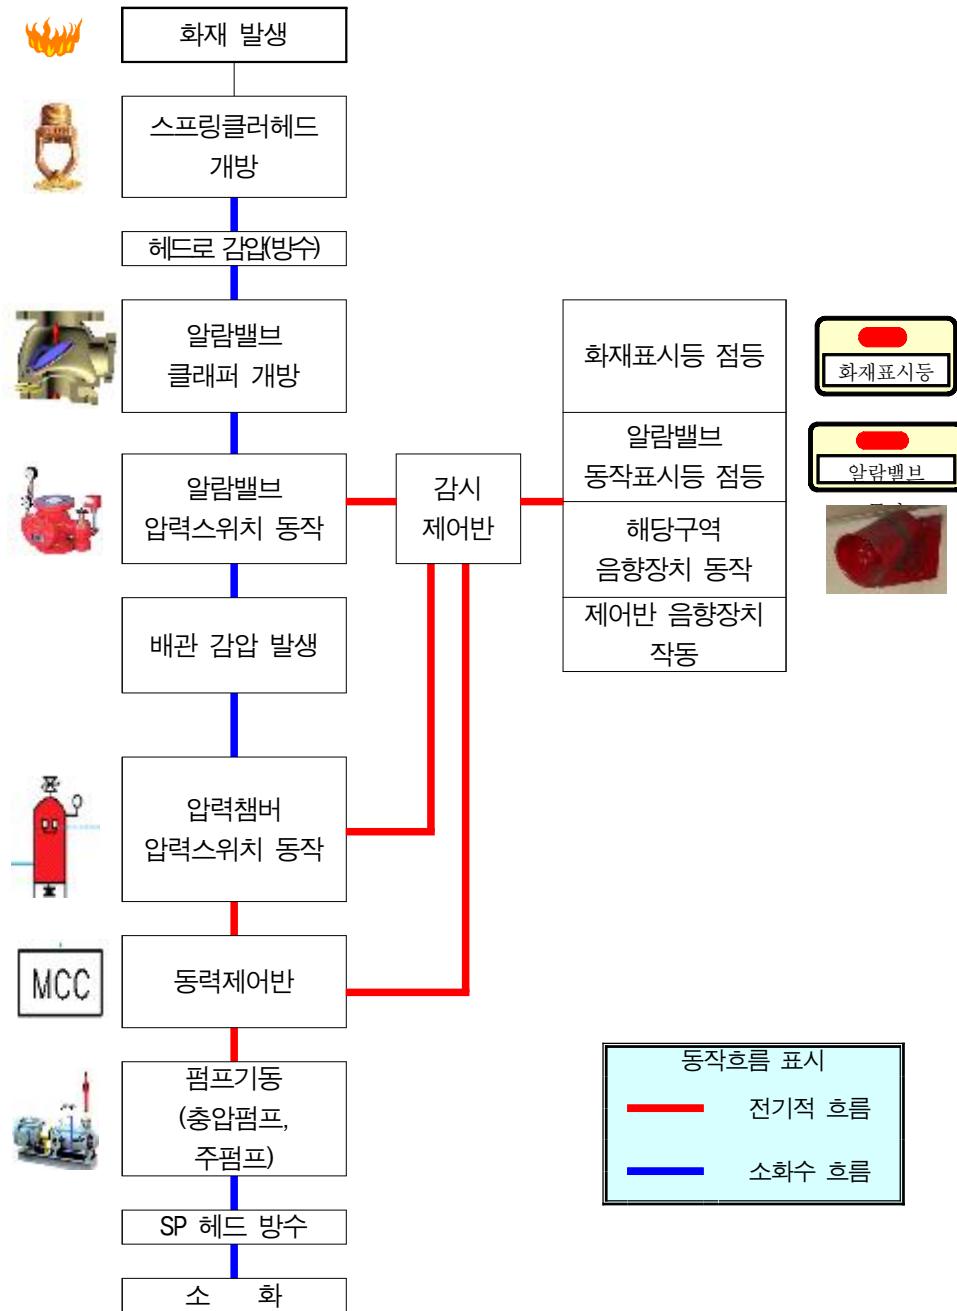 화재 발생
스프링클러헤드
개방
헤드로 감압(방수)
알람밸브
클래퍼 개방
알람밸브
압력스위치 동작
배관 감압 발생
압력챔버
압력스위치 동작
MCC
동력제어반
펌프기동
(충압펌프,
주펌프)
SP 헤드 방수
소 화
감시
제어반
화재표시등 점등
알람밸브
동작표시등 점등
해당구역
음향장치 동작
제어반 음향장치
작동
화재표시등
알람밸브
동작흐름 표시
전기적 흐름
소화수 흐름